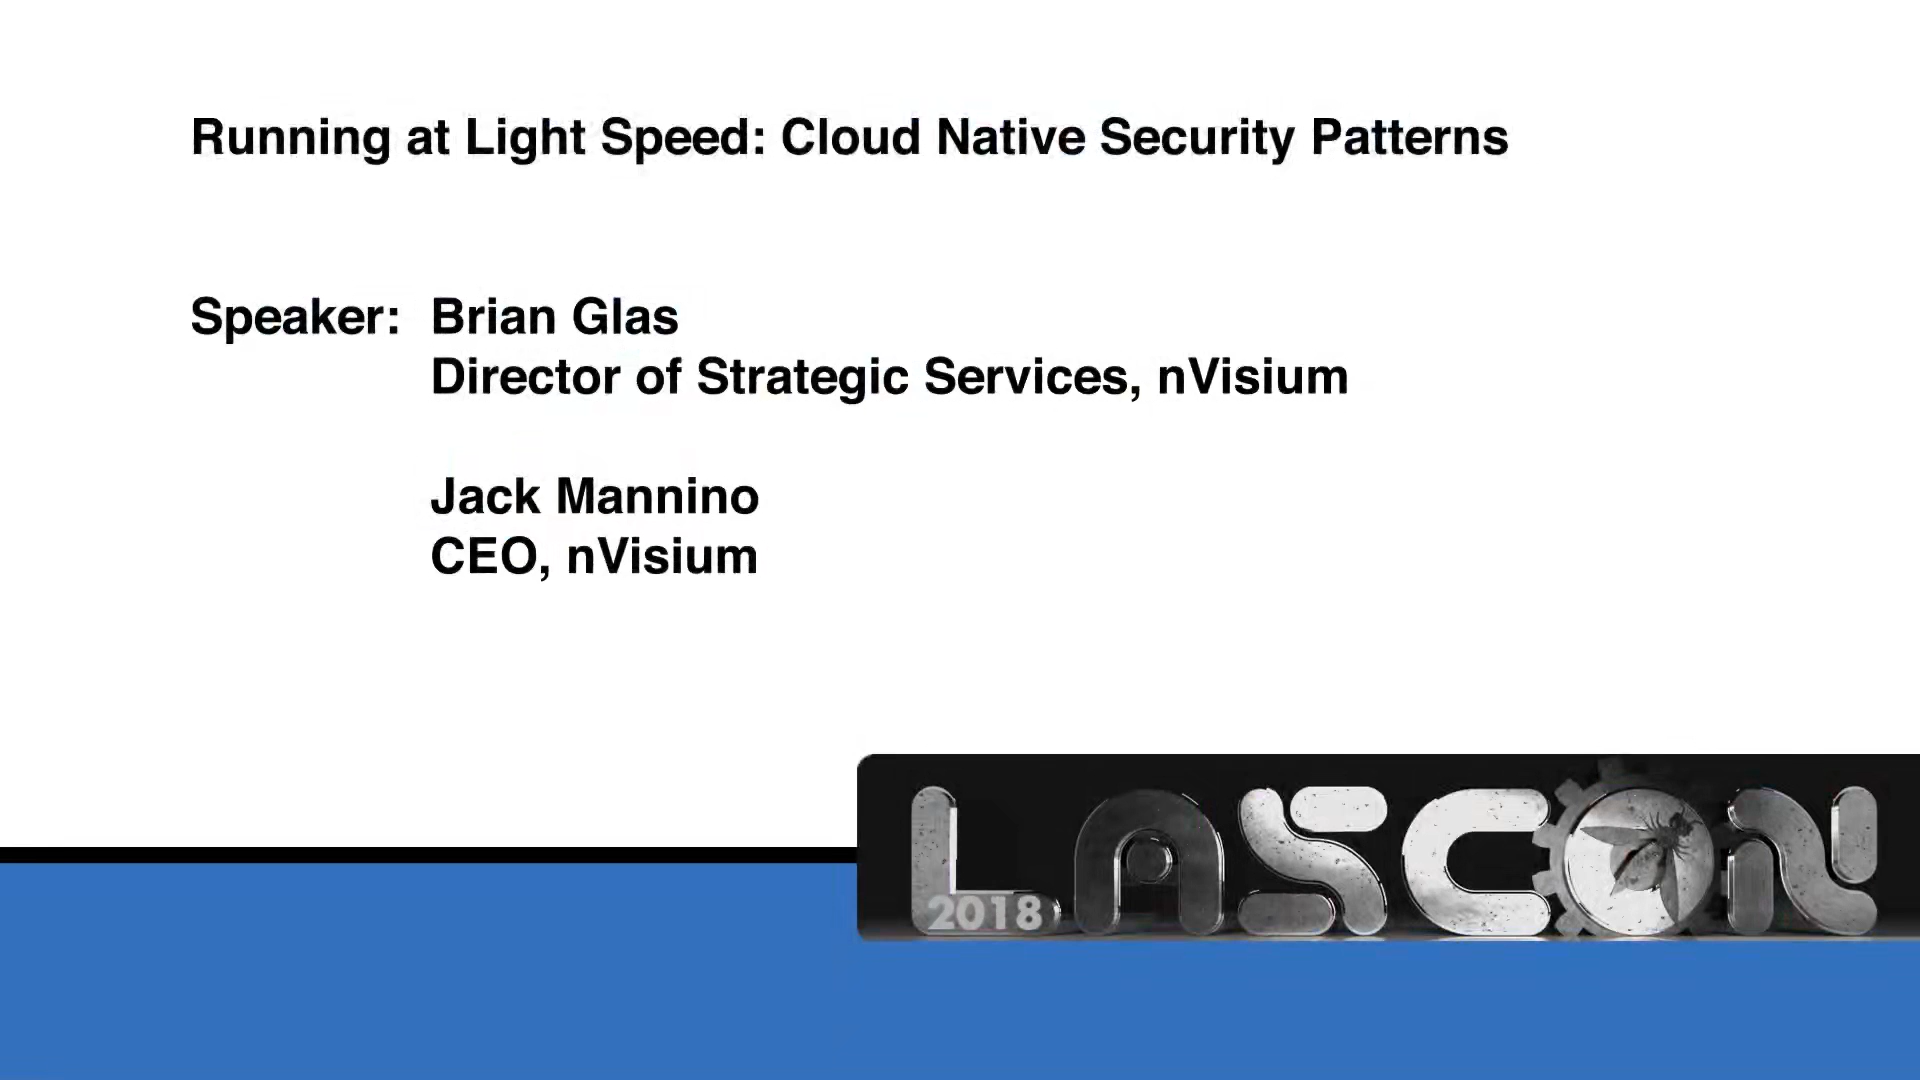 Running at Light Speed: Cloud Native Security Patterns
Speaker: Brian Glas
Director of Strategic Services, nVisium
Jack Mannino
CEO, nVisium
LASCON
2018